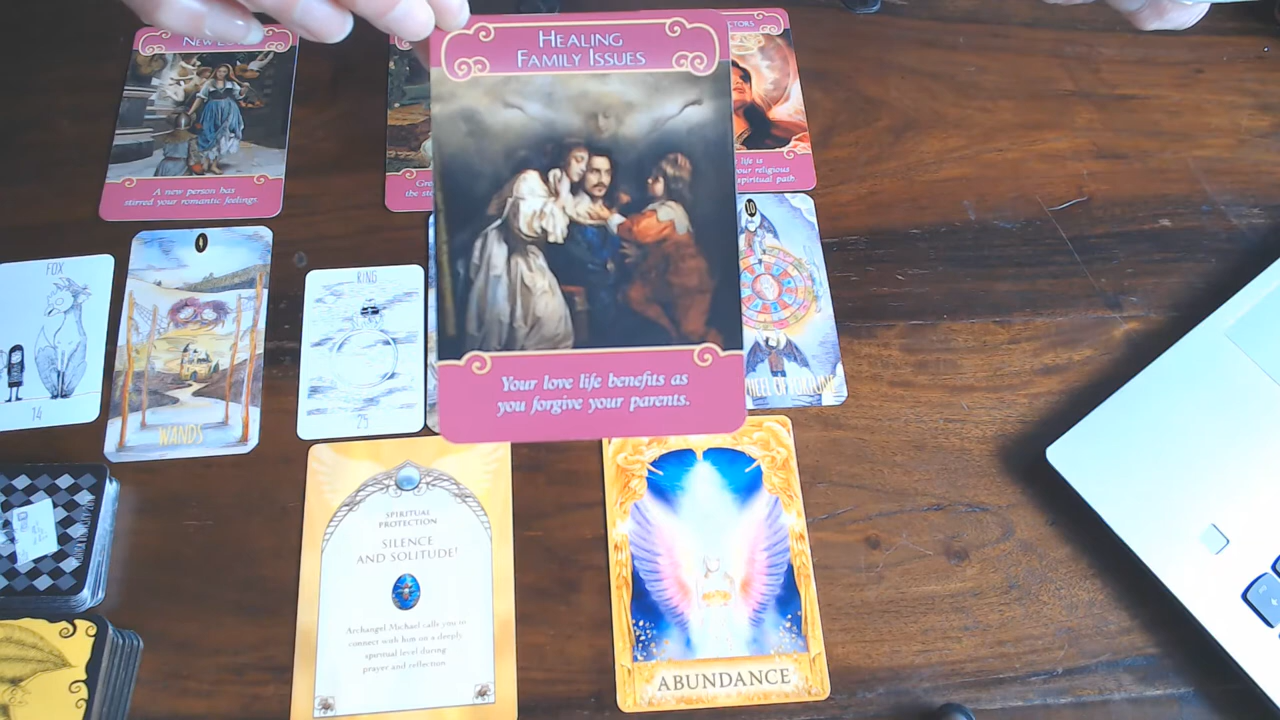 HEALING
FAMILY ISSUES
Your love life benefits as
you forgive your parents.
NEW
A new person has
stirred your romantic feelings.
the
life is
your religious
spiritual path.
FOX
14
WANDS
RING
25
10
WHEEL OF FORTUNE
SPIRITUAL
PROTECTION
SILENCE
AND SOLITUDE!
Archangel Michael calls you to
connect with him on a deeply
spiritual level during
prayer and reflection
ABUNDANCE